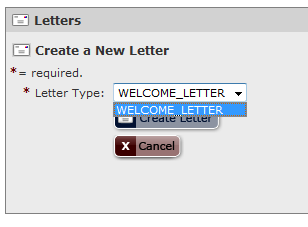 Letters
Create a New Letter
*= required.
* Letter Type: WELCOME_LETTER
WELCOME_LETTER
Create Letter
X Cancel